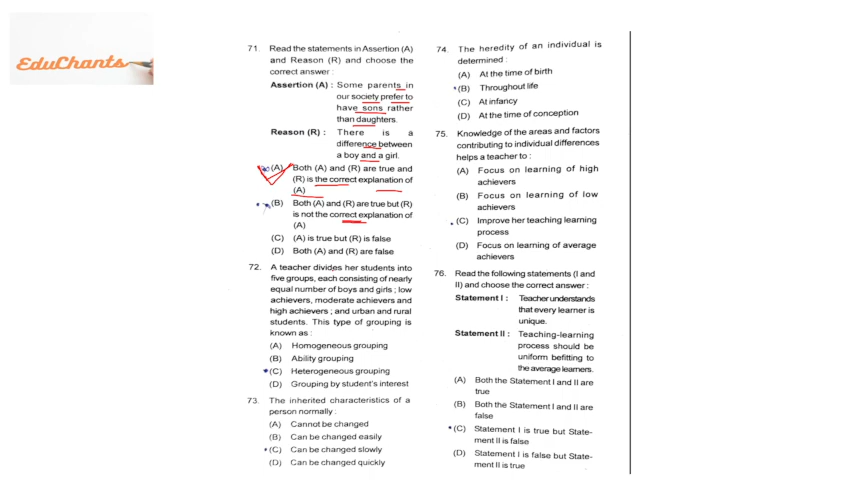 EduChants
71. Read the statements in Assertion (A)
and Reason (R) and choose the
correct answer :
Assertion (A) : Some parents in
our society prefer to
have sons rather
than daughters.
Reason (R) : There is a
difference between
a boy and a girl.
(A) Both (A) and (R) are true and
(R) is the correct explanation of
(A)
(B) Both (A) and (R) are true but (R)
is not the correct explanation of
(A)
(C) (A) is true but (R) is false
(D) Both (A) and (R) are false
72. A teacher divides her students into
five groups, each consisting of nearly
equal number of boys and girls ; low
achievers, moderate achievers and
high achievers ; and urban and rural
students. This type of grouping is
known as :
(A) Homogeneous grouping
(B) Ability grouping
(C) Heterogeneous grouping
(D) Grouping by student's interest
73. The inherited characteristics of a
person normally :
(A) Cannot be changed
(B) Can be changed easily
(C) Can be changed slowly
(D) Can be changed quickly
74. The heredity of an individual is
determined :
(A) At the time of birth
(B) Throughout life
(C) At infancy
(D) At the time of conception
75. Knowledge of the areas and factors
contributing to individual differences
helps a teacher to :
(A) Focus on learning of high
achievers
(B) Focus on learning of low
achievers
(C) Improve her teaching learning
process
(D) Focus on learning of average
achievers
76. Read the following statements (I and
II) and choose the correct answer :
Statement I : Teacher understands
that every learner is
unique.
Statement II : Teaching-learning
process should be
uniform befitting to
the average learners.
(A) Both the Statement I and II are
true
(B) Both the Statement I and II are
false
(C) Statement I is true but State-
ment II is false
(D) Statement I is false but State-
ment II is true